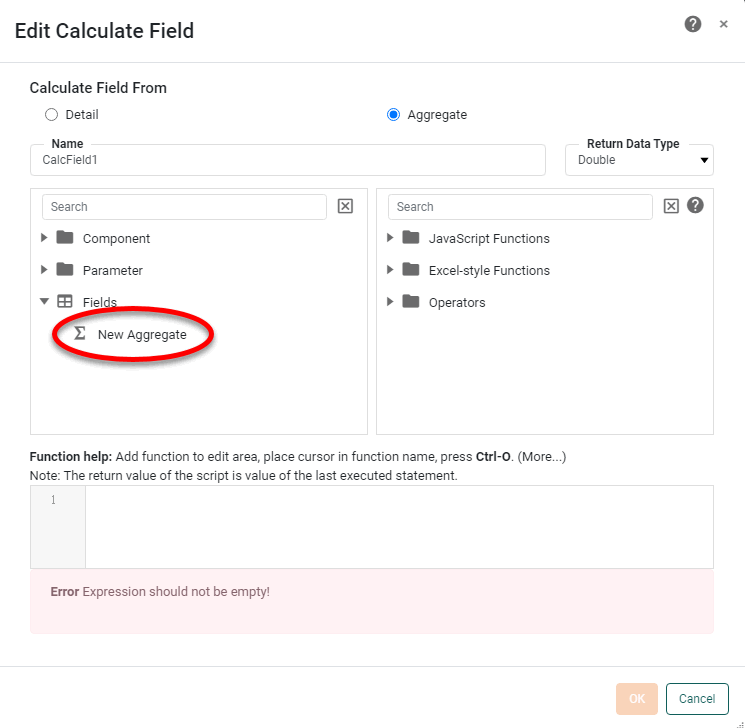 Edit Calculate Field
Calculate Field From
Detail
Aggregate
Name
CalcField1
Return Data Type
Double
Search
Component
Parameter
Fields
New Aggregate
Search
JavaScript Functions
Excel-style Functions
Operators
Function help: Add function to edit area, place cursor in function name, press Ctrl-O. (More...)
Note: The return value of the script is value of the last executed statement.
1
Error Expression should not be empty!
OK
Cancel